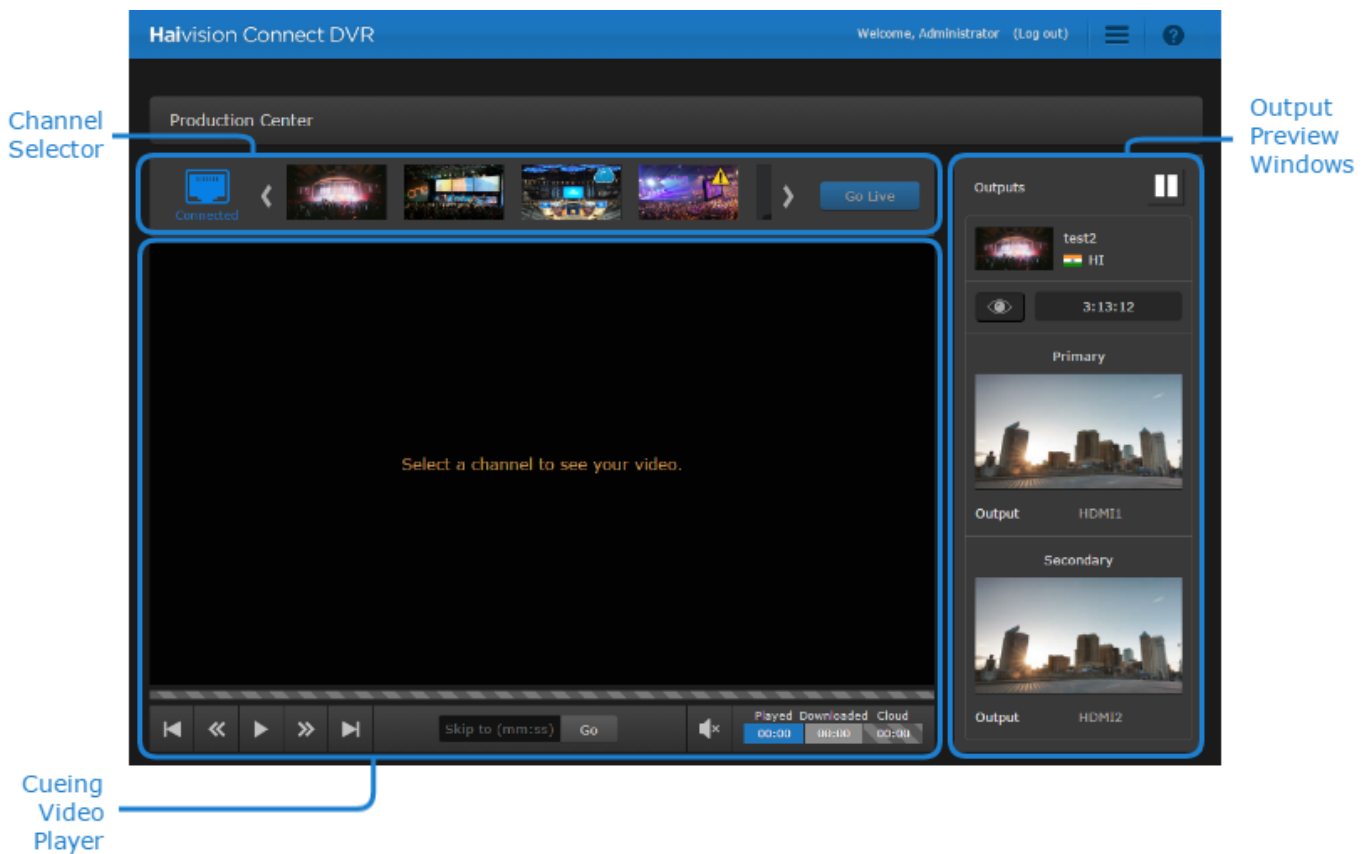 Haivision Connect DVR
Welcome, Administrator (Log out)
?
Production Center
Channel
Selector
Output
Preview
Windows
Connected
Go Live
Select a channel to see your video.
Skip to (mm:ss) Go
Played Downloaded Cloud
00:00 00:00 00:00
Outputs
test2
HI
3:13:12
Primary
Output HDMI1
Secondary
Output HDMI2
Cueing
Video
Player